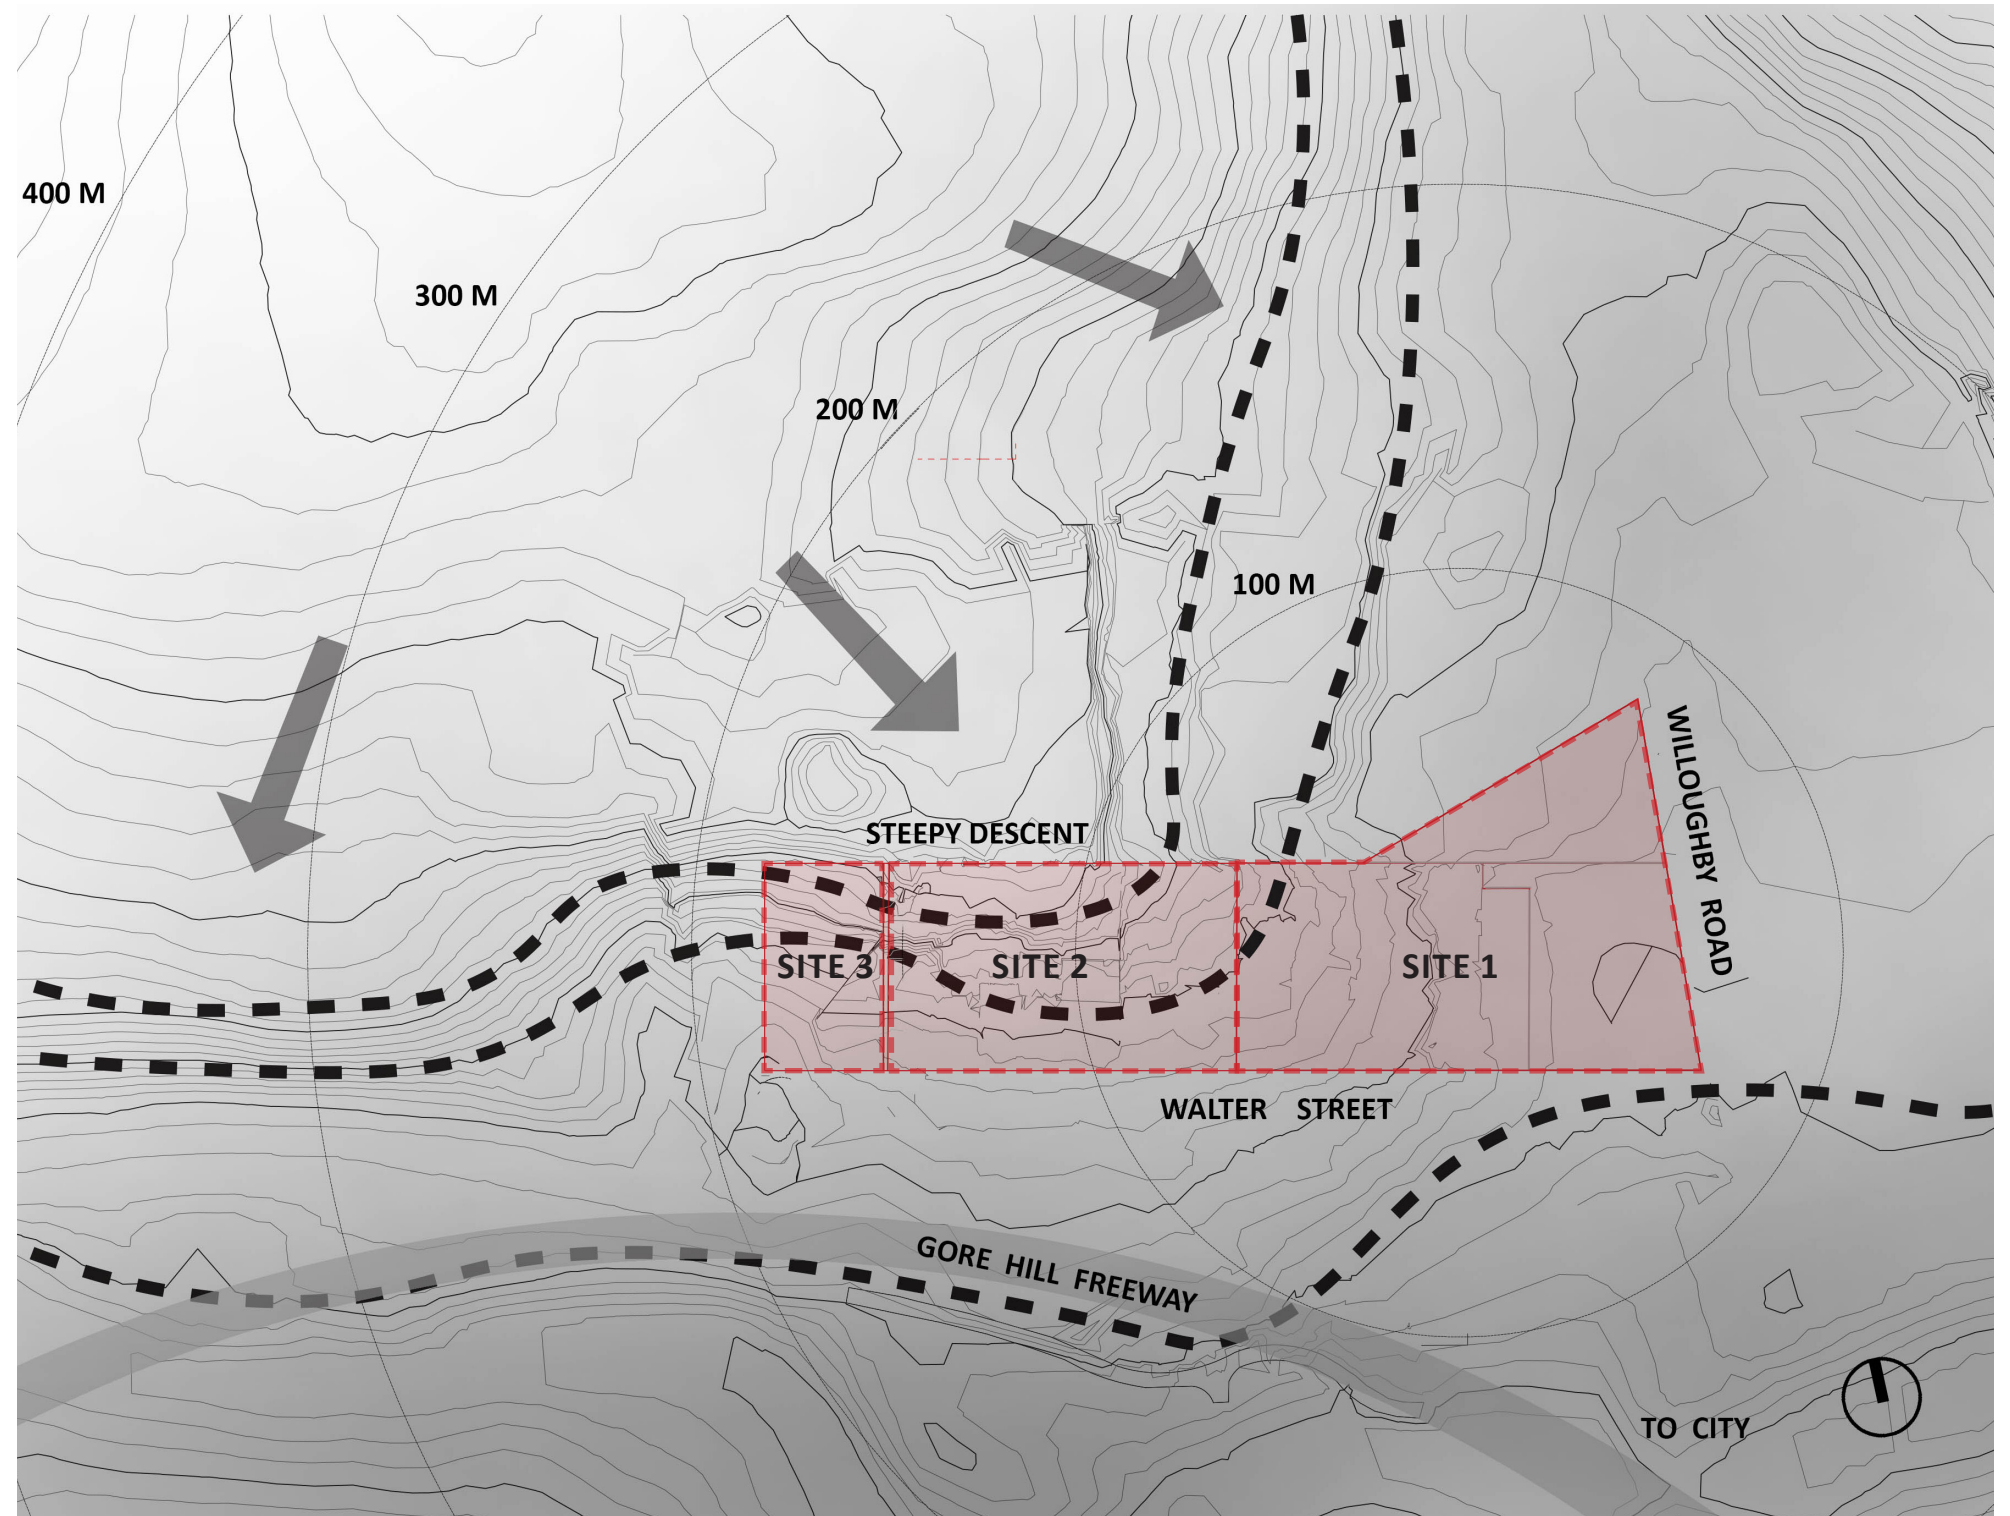 400 M
300 M
200 M
100 M
WILLOUGHBY ROAD
STEEPY DESCENT
SITE 3
SITE 2
SITE 1
WALTER STREET
GORE HILL FREEWAY
TO CITY